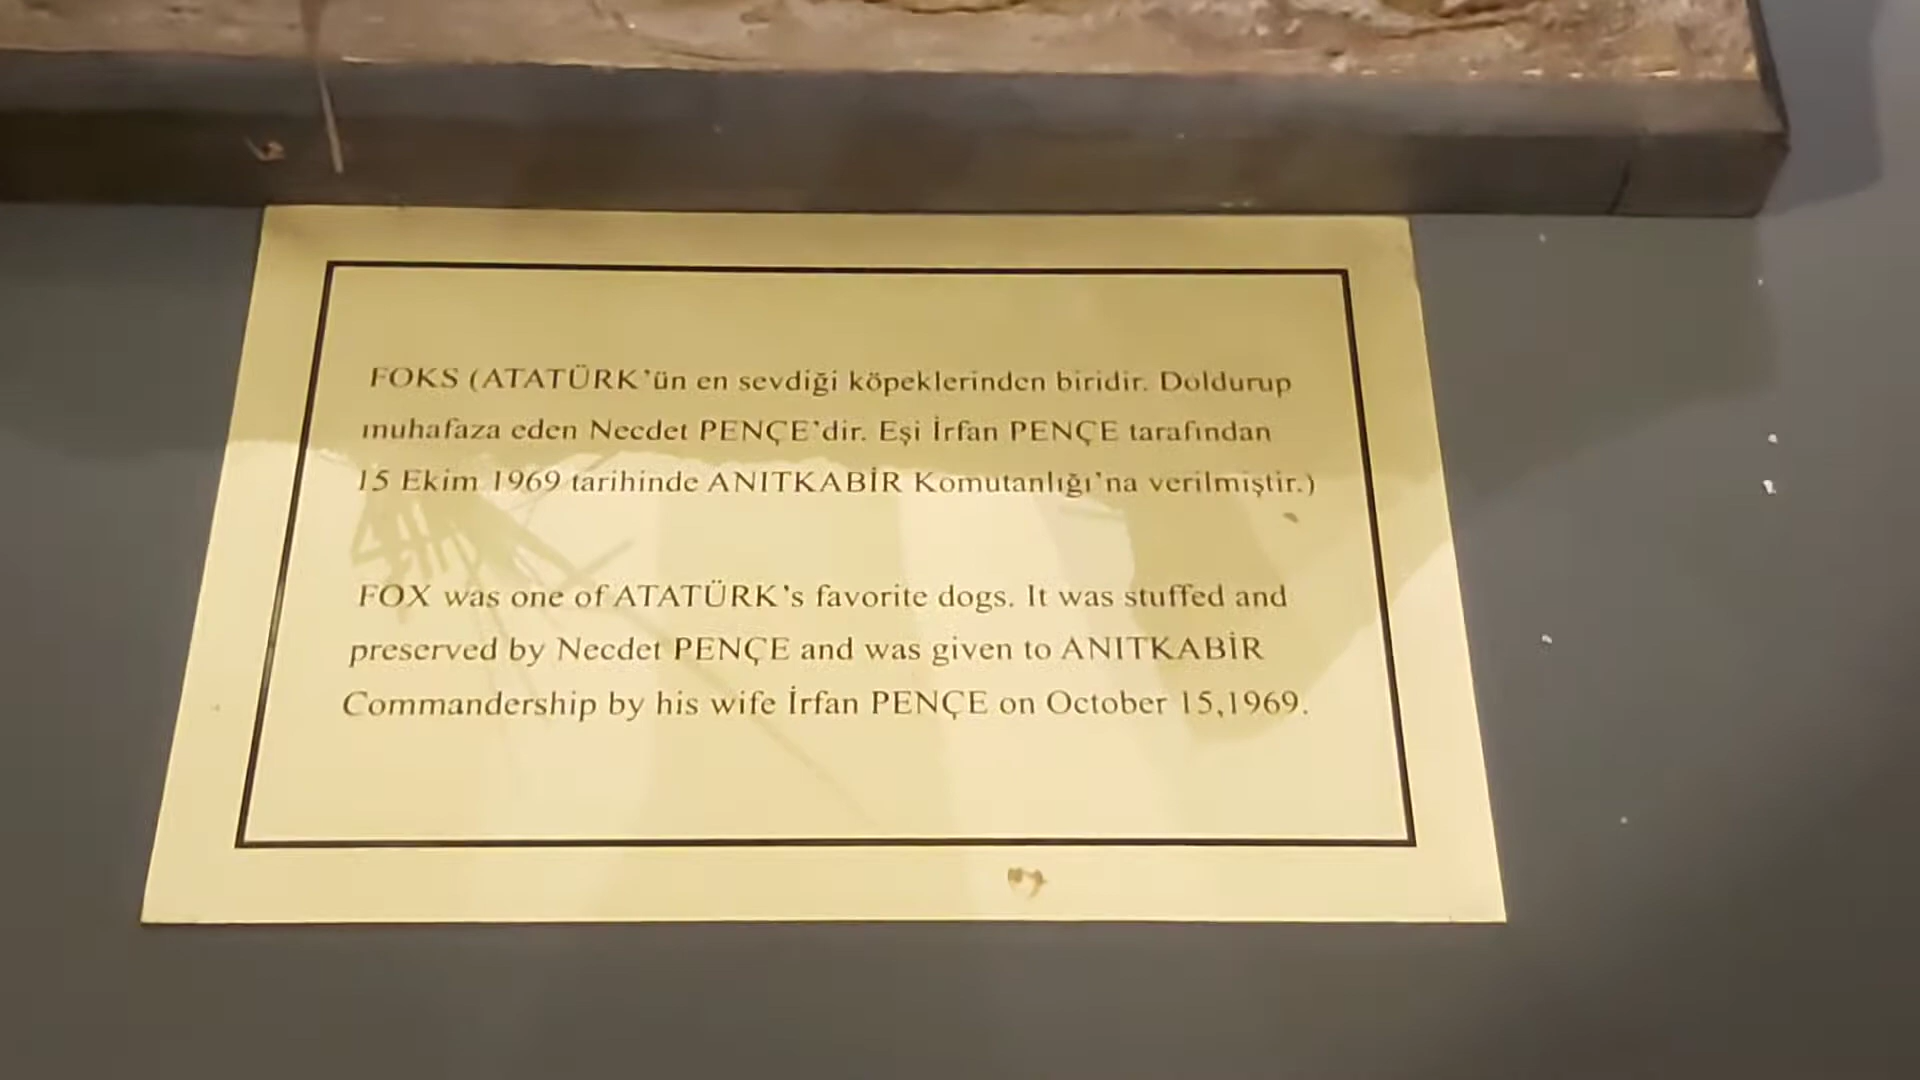 FOKS (ATATÜRK'ün en sevdiği köpeklerinden biridir. Doldurup
muhafaza eden Necdet PENÇE'dir. Eşi İrfan PENÇE tarafından
15 Ekim 1969 tarihinde ANITKABİR Komutanlığı'na verilmiştir.)
FOX was one of ATATÜRK's favorite dogs. It was stuffed and
preserved by Necdet PENÇE and was given to ANITKABİR
Commandership by his wife İrfan PENÇE on October 15,1969.